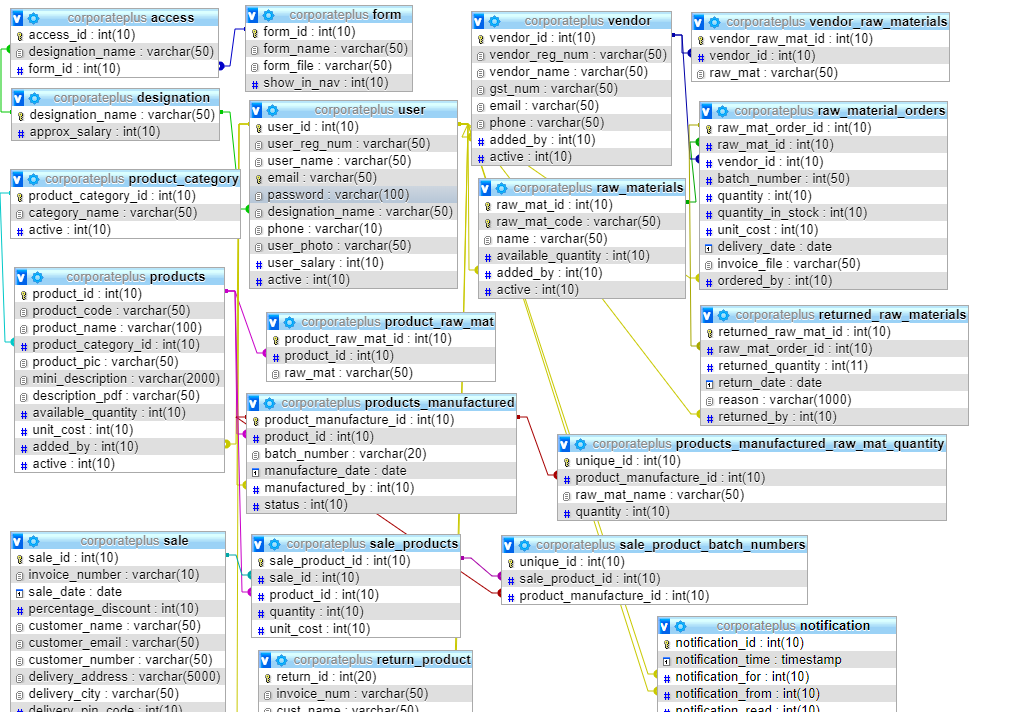 corporateplus access
access_id : int(10)
designation_name : varchar(50)
form_id : int(10)
corporateplus form
form_id : int(10)
form_name : varchar(50)
form_file : varchar(50)
show_in_nav : int(10)
corporateplus vendor
vendor_id : int(10)
vendor_reg_num : varchar(50)
vendor_name : varchar(50)
gst_num : varchar(50)
email : varchar(50)
phone : varchar(50)
added_by : int(10)
active : int(10)
corporateplus vendor_raw_materials
vendor_raw_mat_id : int(10)
vendor_id : int(10)
raw_mat : varchar(50)
corporateplus designation
designation_name : varchar(50)
approx_salary : int(10)
corporateplus user
user_id : int(10)
user_reg_num : varchar(50)
user_name : varchar(50)
email : varchar(50)
password : varchar(100)
designation_name : varchar(50)
phone : varchar(10)
user_photo : varchar(50)
user_salary : int(10)
active : int(10)
corporateplus raw_material_orders
raw_mat_order_id : int(10)
raw_mat_id : int(10)
vendor_id : int(10)
batch_number : int(50)
quantity : int(10)
quantity_in_stock : int(10)
unit_cost : int(10)
delivery_date : date
invoice_file : varchar(50)
ordered_by : int(10)
corporateplus product_category
product_category_id : int(10)
category_name : varchar(50)
active : int(10)
corporateplus raw_materials
raw_mat_id : int(10)
raw_mat_code : varchar(50)
name : varchar(50)
available_quantity : int(10)
added_by : int(10)
active : int(10)
corporateplus products
product_id : int(10)
product_code : varchar(50)
product_name : varchar(100)
product_category_id : int(10)
product_pic : varchar(50)
mini_description : varchar(2000)
description_pdf : varchar(50)
available_quantity : int(10)
unit_cost : int(10)
added_by : int(10)
active : int(10)
corporateplus product_raw_mat
product_raw_mat_id : int(10)
product_id : int(10)
raw_mat : varchar(50)
corporateplus returned_raw_materials
returned_raw_mat_id : int(10)
raw_mat_order_id : int(10)
returned_quantity : int(11)
return_date : date
reason : varchar(1000)
returned_by : int(10)
corporateplus products_manufactured
product_manufacture_id : int(10)
product_id : int(10)
batch_number : varchar(20)
manufacture_date : date
manufactured_by : int(10)
status : int(10)
corporateplus products_manufactured_raw_mat_quantity
unique_id : int(10)
product_manufacture_id : int(10)
raw_mat_name : varchar(50)
quantity : int(10)
corporateplus sale
sale_id : int(10)
invoice_number : varchar(10)
sale_date : date
percentage_discount : int(10)
customer_name : varchar(50)
customer_email : varchar(50)
customer_number : varchar(50)
delivery_address : varchar(5000)
delivery_city : varchar(50)
delivery_pin_code : int(10)
corporateplus sale_products
sale_product_id : int(10)
sale_id : int(10)
product_id : int(10)
quantity : int(10)
unit_cost : int(10)
corporateplus sale_product_batch_numbers
unique_id : int(10)
sale_product_id : int(10)
product_manufacture_id : int(10)
corporateplus return_product
return_id : int(20)
invoice_num : varchar(50)
cust_name : varchar(50)
corporateplus notification
notification_id : int(10)
notification_time : timestamp
notification_for : int(10)
notification_from : int(10)
notification_read : int(10)